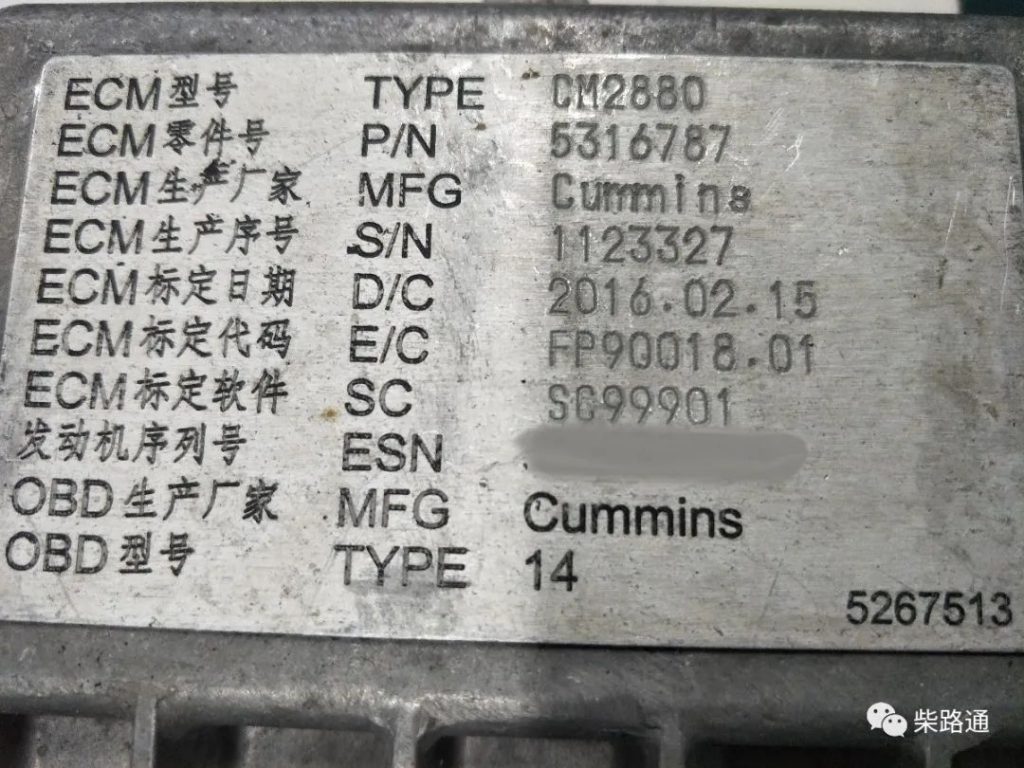 ECM型号 TYPE CM2880
ECM零件号 P/N 5316787
ECM生产厂家 MFG Cummins
ECM生产序号 S/N 1123327
ECM标定日期 D/C 2016.02.15
ECM标定代码 E/C FP90018.01
ECM标定软件 SC SC99901
发动机序列号 ESN
OBD生产厂家 MFG Cummins
OBD型号 TYPE 14
5267513
柴路通